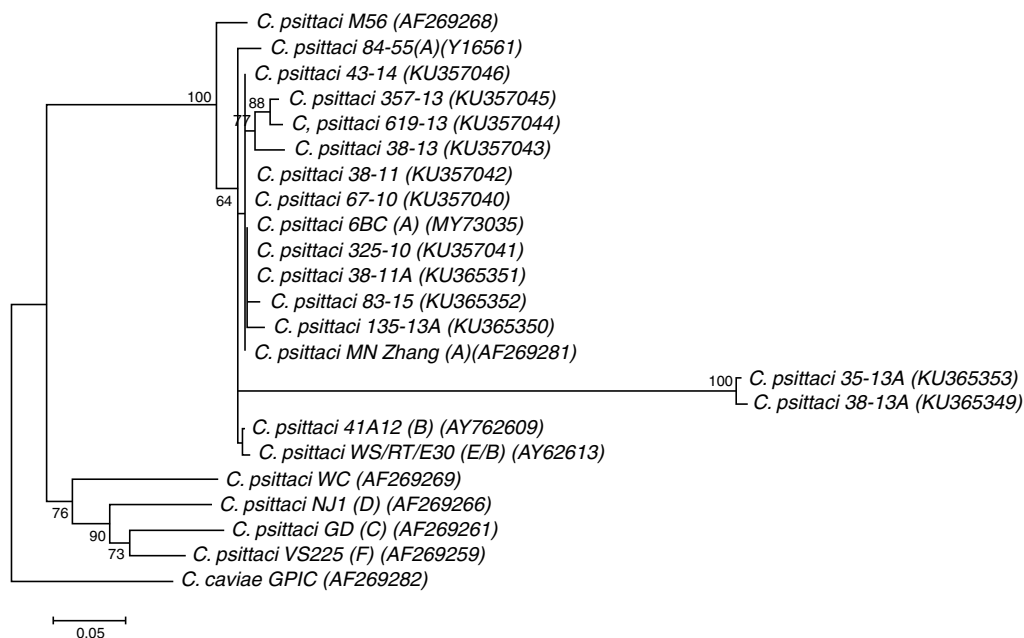 C. psittaci M56 (AF269268)
C. psittaci 84-55(A)(Y16561)
C. psittaci 43-14 (KU357046)
100
88
C. psittaci 357-13 (KU357045)
77
C, psittaci 619-13 (KU357044)
C. psittaci 38-13 (KU357043)
C. psittaci 38-11 (KU357042)
64
C. psittaci 67-10 (KU357040)
C. psittaci 6BC (A) (MY73035)
C. psittaci 325-10 (KU357041)
C. psittaci 38-11A (KU365351)
C. psittaci 83-15 (KU365352)
C. psittaci 135-13A (KU365350)
C. psittaci MN Zhang (A)(AF269281)
100
C. psittaci 35-13A (KU365353)
C. psittaci 38-13A (KU365349)
C. psittaci 41A12 (B) (AY762609)
C. psittaci WS/RT/E30 (E/B) (AY62613)
C. psittaci WC (AF269269)
76
C. psittaci NJ1 (D) (AF269266)
90
C. psittaci GD (C) (AF269261)
73
C. psittaci VS225 (F) (AF269259)
C. caviae GPIC (AF269282)
0.05